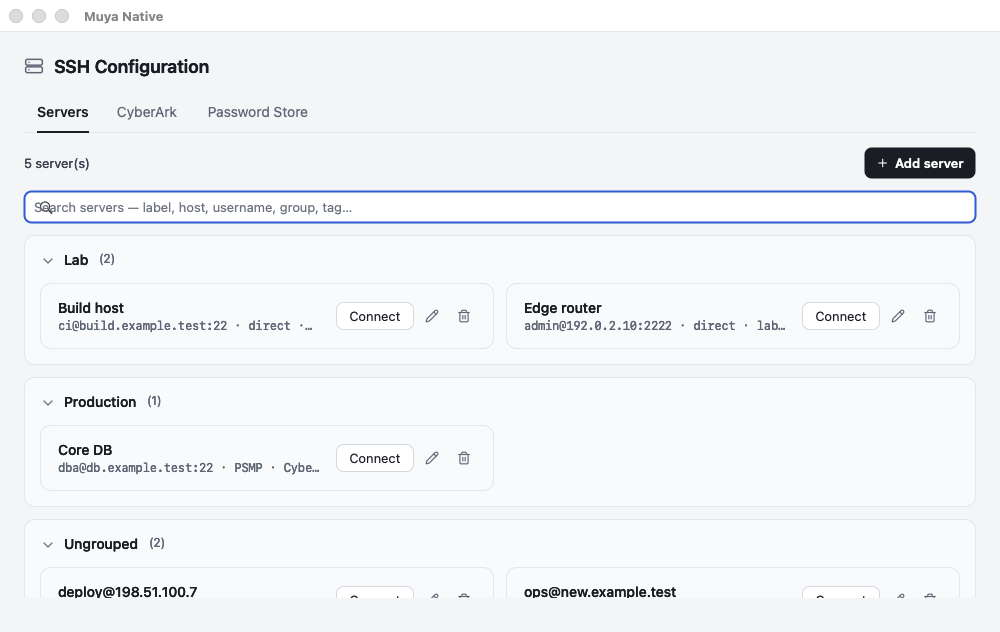 Muya Native
SSH Configuration
Servers CyberArk Password Store
5 server(s)
+ Add server
Search servers — label, host, username, group, tag...
Lab (2)
Build host
ci@build.example.test:22 · direct ·…
Connect
Edge router
admin@192.0.2.10:2222 · direct · lab…
Connect
Production (1)
Core DB
dba@db.example.test:22 · PSMP · Cybe…
Connect
Ungrouped (2)
deploy@198.51.100.7
Connect
ops@new.example.test
Connect